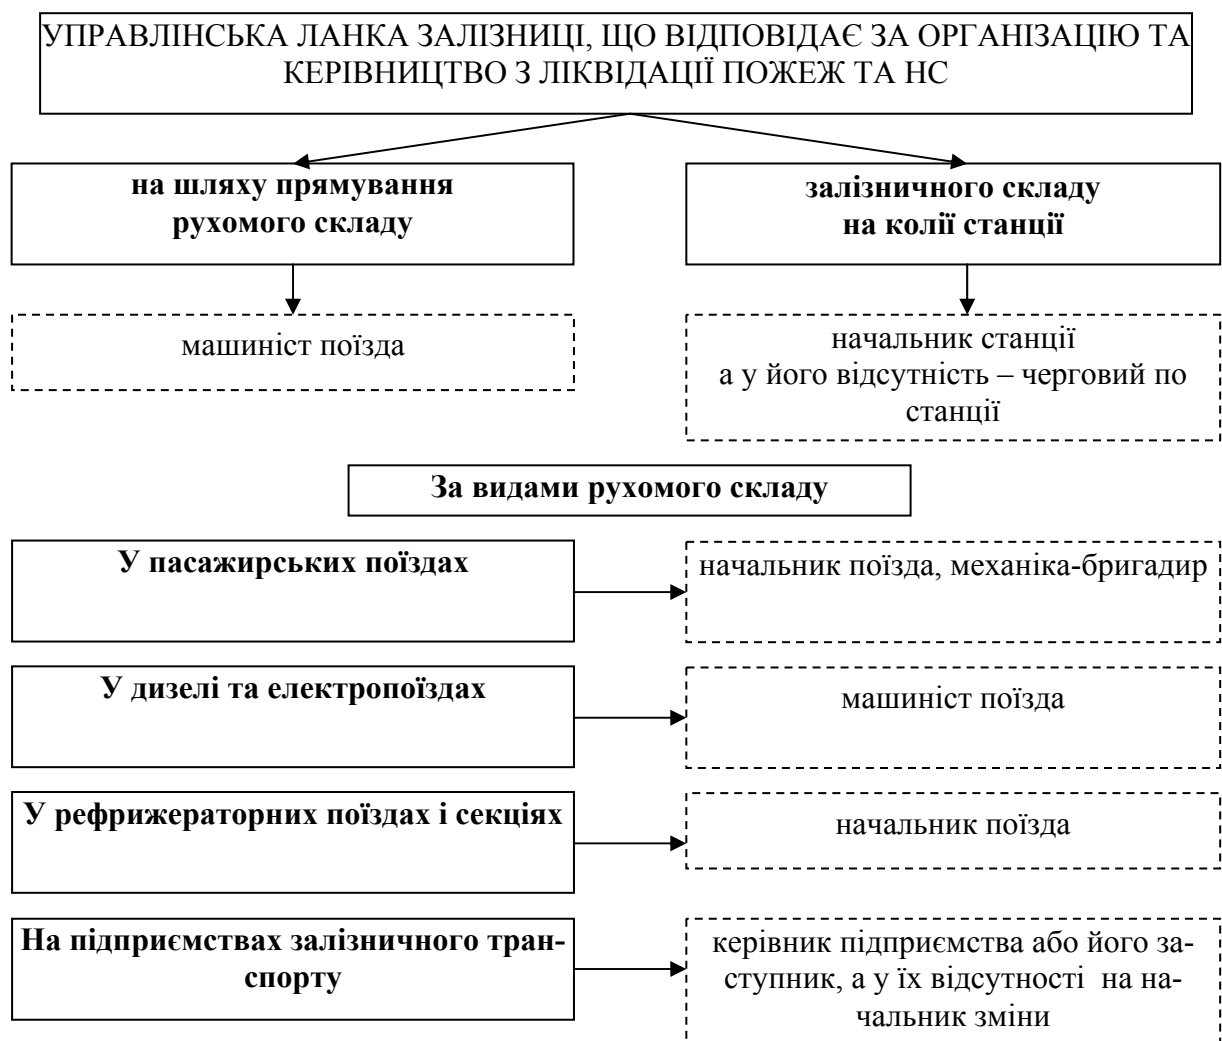 УПРАВЛІНСЬКА ЛАНКА ЗАЛІЗНИЦІ, ЩО ВІДПОВІДАЄ ЗА ОРГАНІЗАЦІЮ ТА
КЕРІВНИЦТВО З ЛІКВІДАЦІЇ ПОЖЕЖ ТА НС
на шляху прямування
рухомого складу
залізничного складу
на колії станції
машиніст поїзда
начальник станції
а у його відсутність – черговий по
станції
За видами рухомого складу
У пасажирських поїздах
начальник поїзда, механіка-бригадир
У дизелі та електропоїздах
машиніст поїзда
У рефрижераторних поїздах і секціях
начальник поїзда
На підприємствах залізничного тран-
спорту
керівник підприємства або його за-
ступник, а у їх відсутності  на на-
чальник зміни